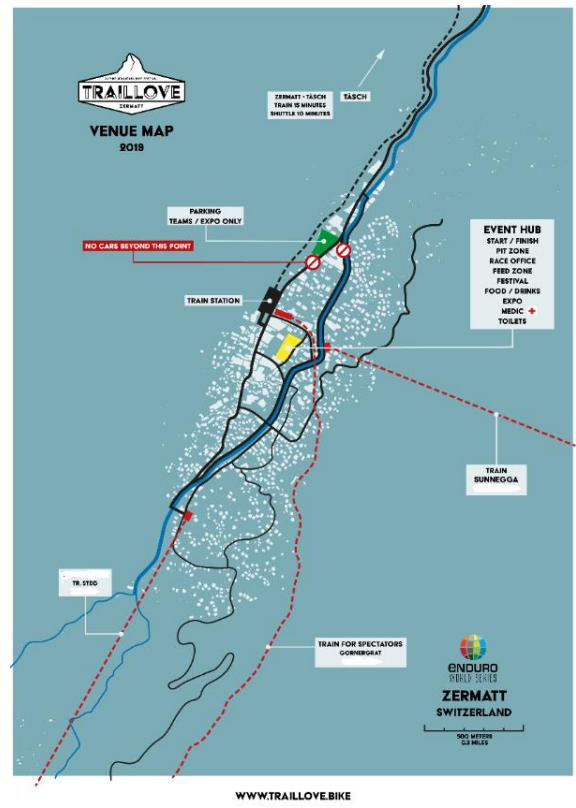 TRAILLOVE
ZERMATT
VENUE MAP
2019
ZERMATT - TÄSCH
TRAIN 15 MINUTES
SHUTTLE 10 MINUTES
TÄSCH
PARKING
TEAMS / EXPO ONLY
NO CARS BEYOND THIS POINT
TRAIN STATION
EVENT HUB
START / FINISH
PIT ZONE
RACE OFFICE
FEED ZONE
FESTIVAL
FOOD / DRINKS
EXPO
MEDIC
TOILETS
TRAIN
SUNNEGGA
TRAIN FOR SPECTATORS
GORNERGRAT
ENDURO
WORLD SERIES
ZERMATT
SWITZERLAND
500 METERS
0.3 MILES
WWW.TRAILLOVE.BIKE